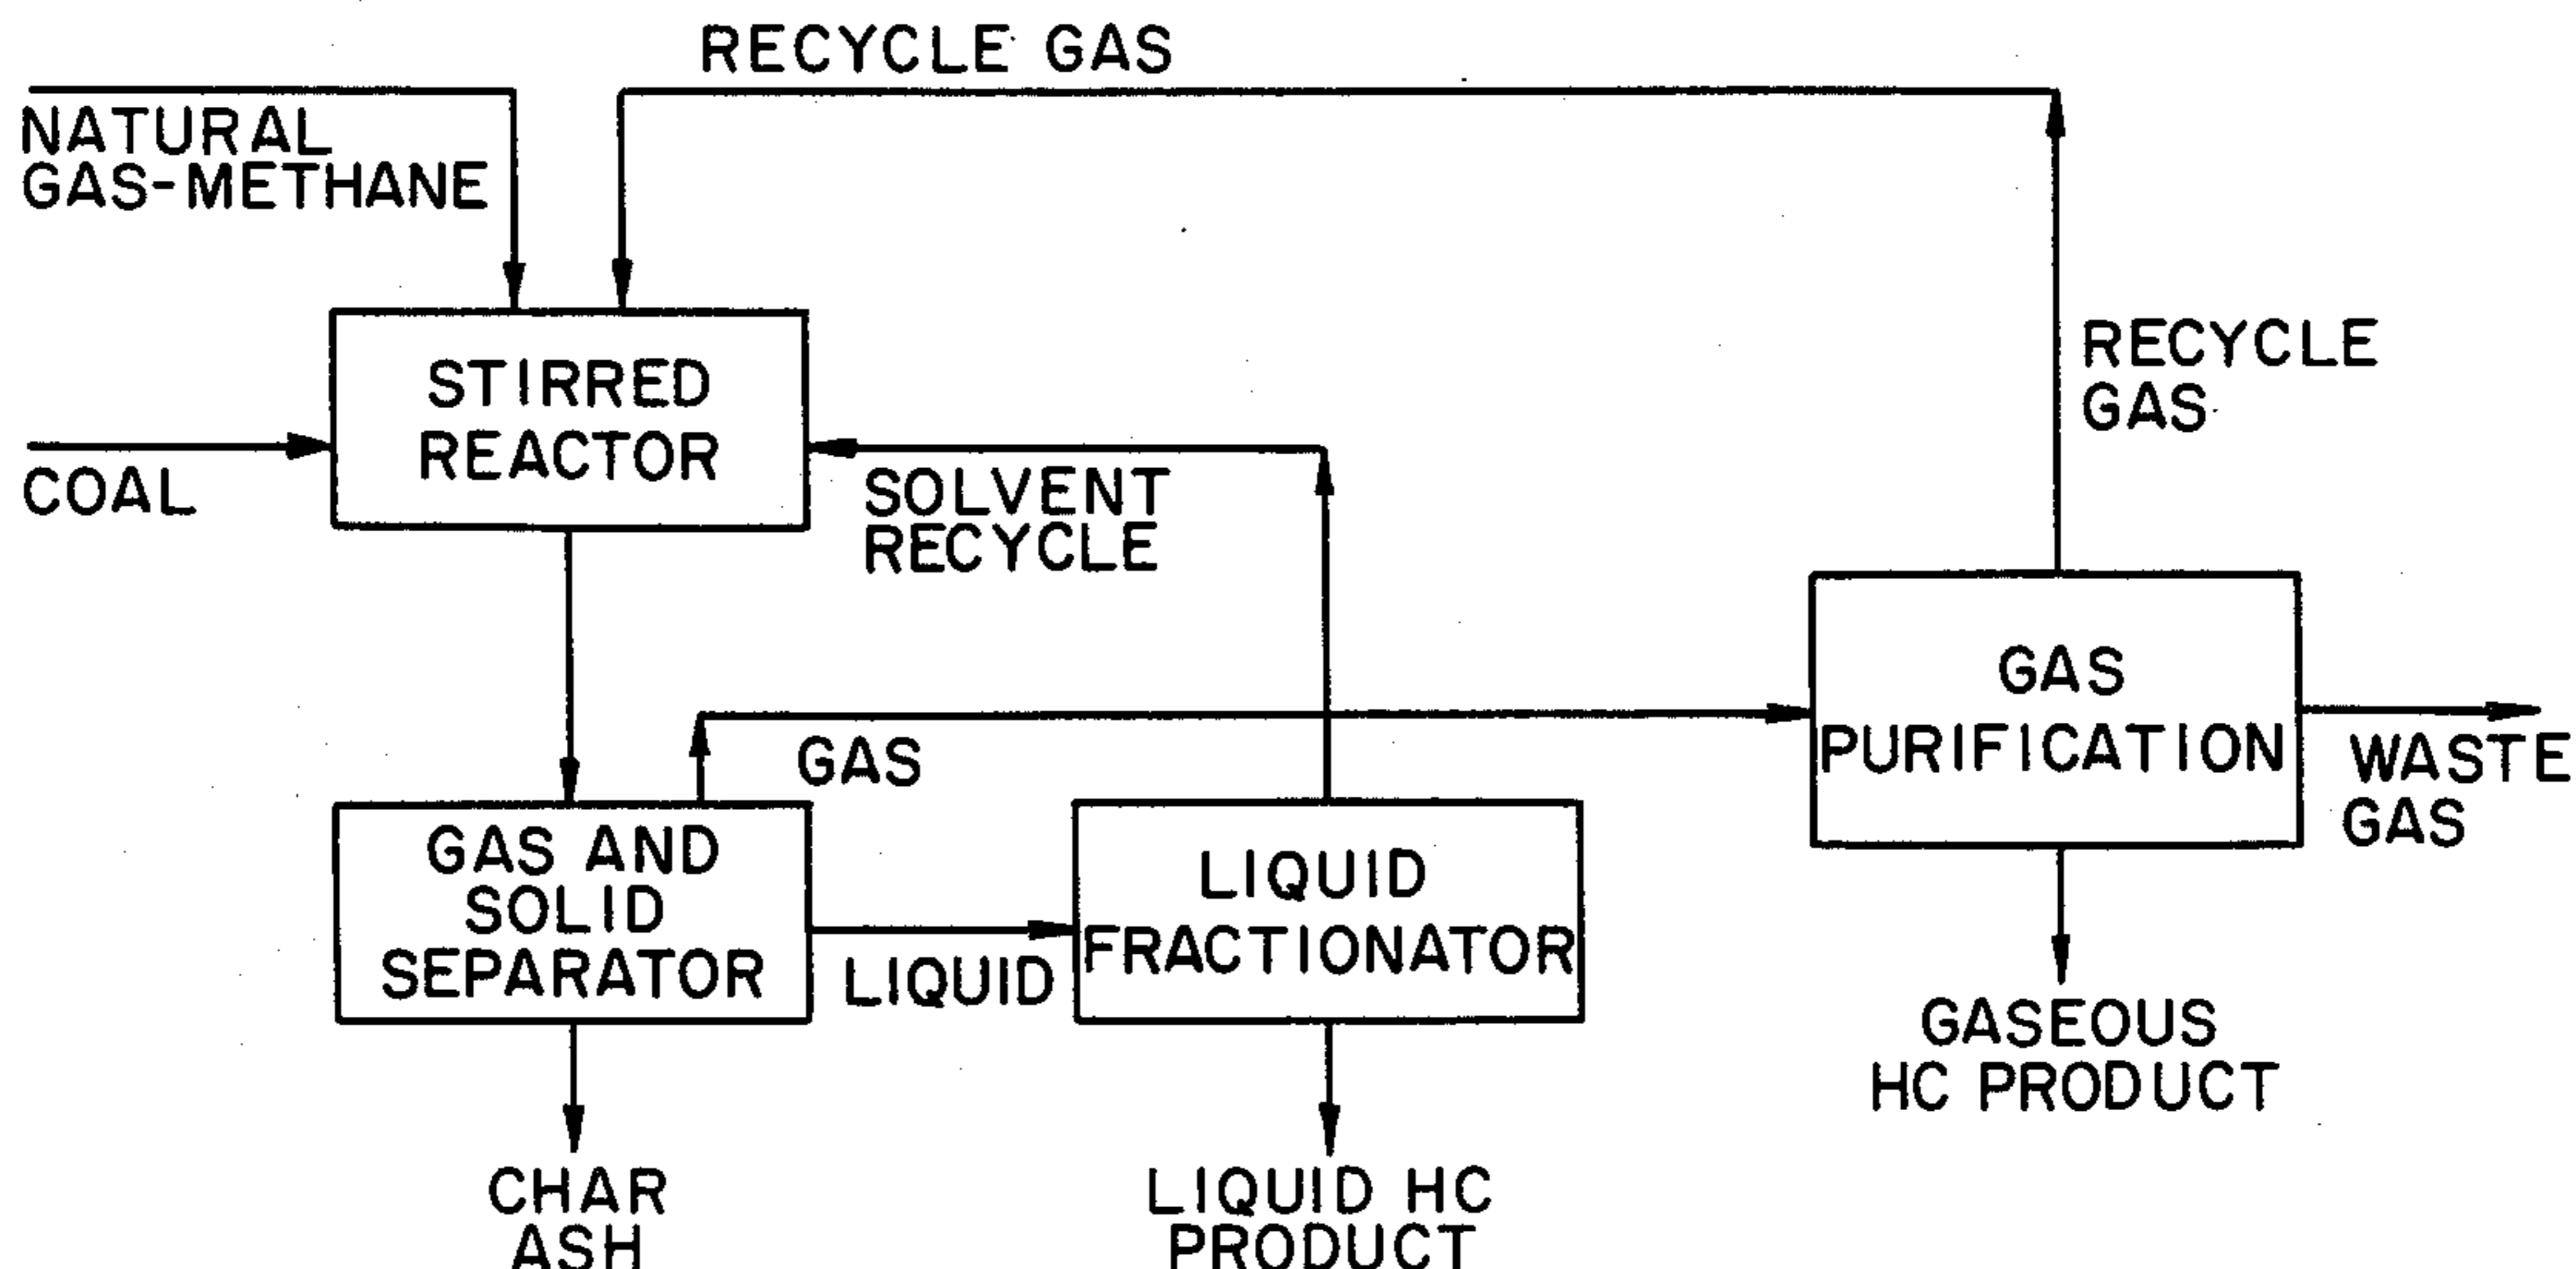 RECYCLE GAS
NATURAL
GAS-METHANE
STIRRED
REACTOR
COAL
SOLVENT
RECYCLE
RECYCLE
GAS
GAS
PURIFICATION
WASTE
GAS
GAS
GAS AND
SOLID
SEPARATOR
LIQUID
LIQUID
FRACTIONATOR
GASEOUS
HC PRODUCT
CHAR
ASH
LIQUID HC
PRODUCT